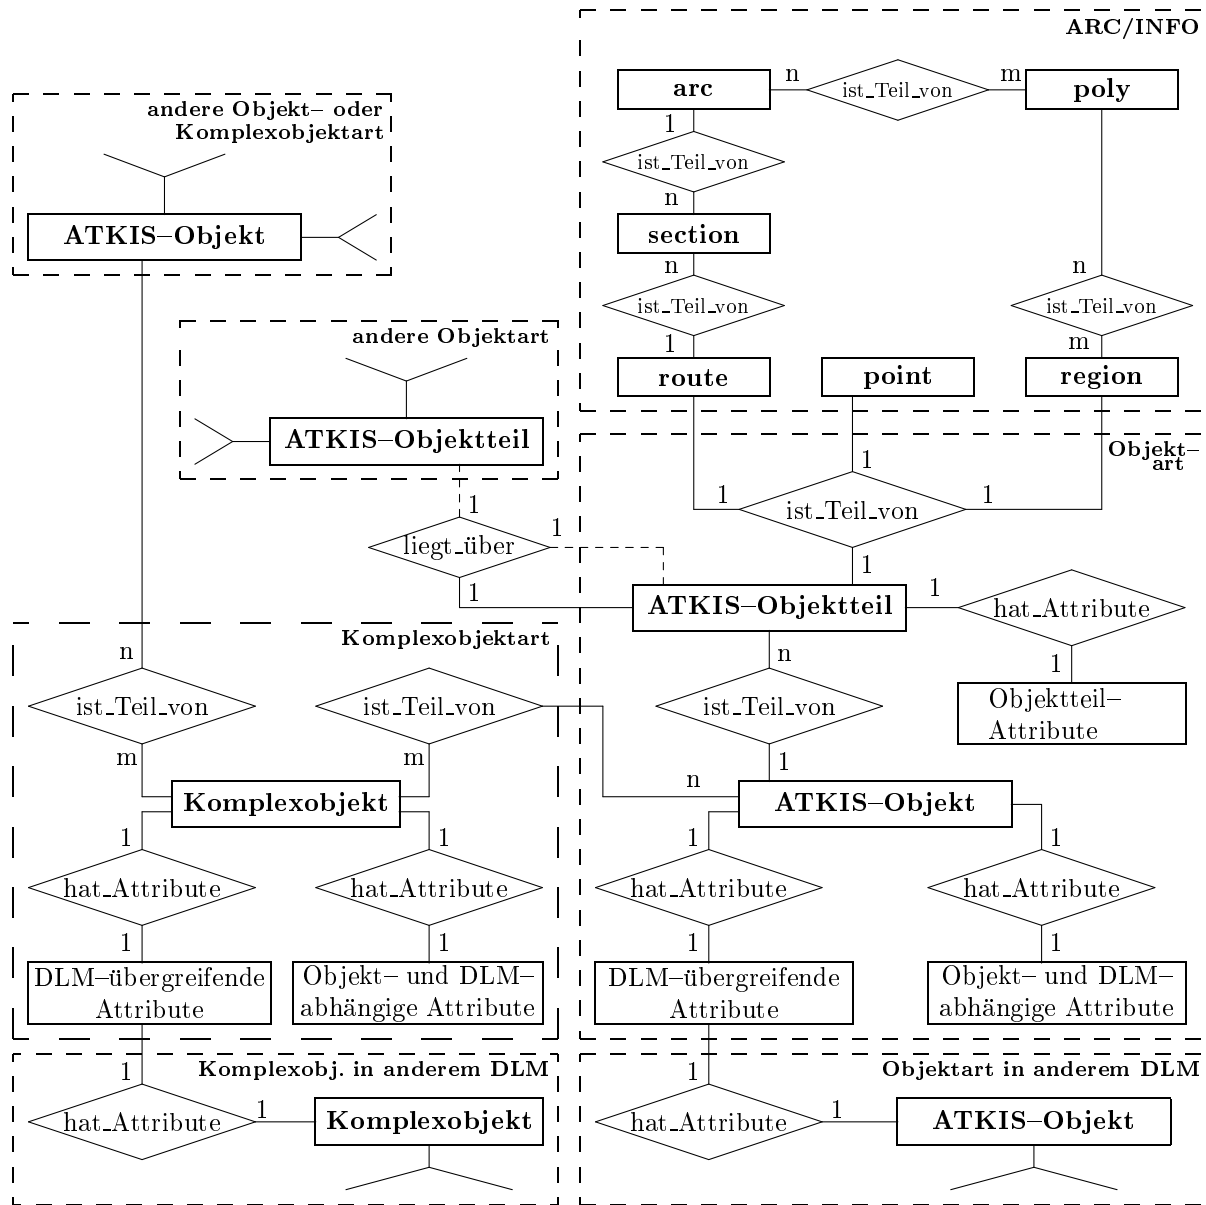 ARC/INFO
arc
n
ist_Teil_von
m
poly
1
ist_Teil_von
n
section
n
ist_Teil_von
1
route
point
n
ist_Teil_von
m
region
andere Objekt– oder
Komplexobjektart
ATKIS–Objekt
andere Objektart
ATKIS–Objektteil
Objekt–
art
1
1
1
ist_Teil_von
1
1
liegt_über
1
1
ATKIS–Objektteil
1
hat_Attribute
1
Objektteil–
Attribute
n
ist_Teil_von
1
Komplexobjektart
n
ist_Teil_von
m
ist_Teil_von
m
n
Komplexobjekt
ATKIS–Objekt
1
hat_Attribute
1
1
hat_Attribute
1
1
hat_Attribute
1
1
hat_Attribute
1
DLM–übergreifende
Attribute
Objekt– und DLM–
abhängige Attribute
DLM–übergreifende
Attribute
Objekt– und DLM–
abhängige Attribute
Komplexobj. in anderem DLM
1
hat_Attribute
1
Komplexobjekt
Objektart in anderem DLM
1
hat_Attribute
1
ATKIS–Objekt